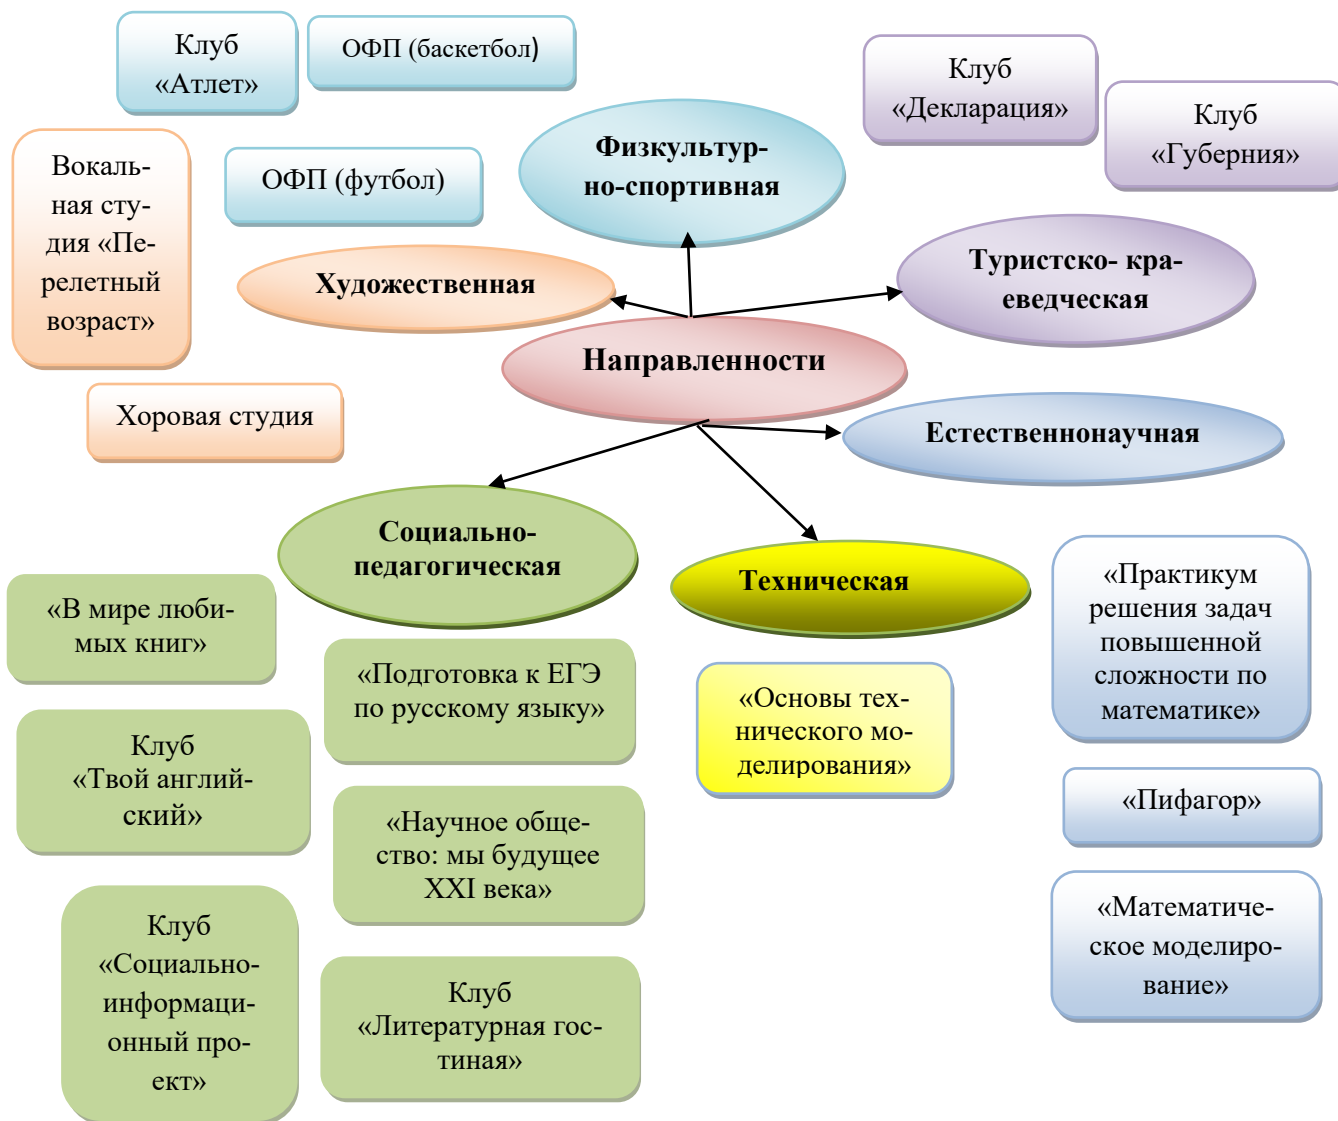 Клуб
«Атлет»
ОФП (баскетбол)
Клуб
«Декларация»
Клуб
«Губерния»
Физкультур-
но-спортивная
Вокаль-
ная сту-
дия «Пе-
релетный
возраст»
ОФП (футбол)
Художественная
Туристско- кра-
еведческая
Направленности
Хоровая студия
Естественнонаучная
Социально-
педагогическая
Техническая
«В мире люби-
мых книг»
«Подготовка к ЕГЭ
по русскому языку»
«Основы тех-
нического мо-
делирования»
«Практикум
решения задач
повышенной
сложности по
математике»
Клуб
«Твой англий-
ский»
«Научное обще-
ство: мы будущее
XXI века»
«Пифагор»
Клуб
«Социально-
информаци-
онный про-
ект»
Клуб
«Литературная гос-
тиная»
«Математиче-
ское моделиро-
вание»